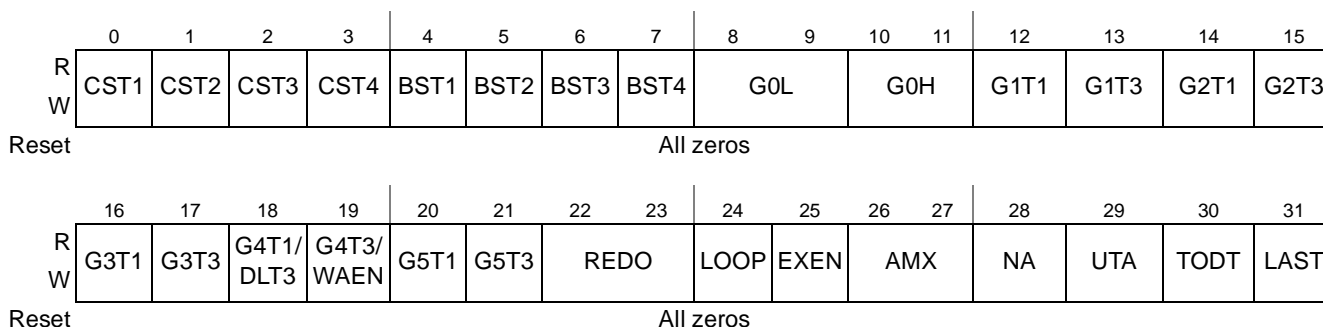 0 1 2 3 4 5 6 7 8 9 10 11 12 13 14 15
R
CST1 CST2 CST3 CST4 BST1 BST2 BST3 BST4 G0L G0H G1T1 G1T3 G2T1 G2T3
W
Reset All zeros
16 17 18 19 20 21 22 23 24 25 26 27 28 29 30 31
R
G3T1 G3T3 G4T1/ DLT3 G4T3/ WAEN G5T1 G5T3 REDO LOOP EXEN AMX NA UTA TODT LAST
W
Reset All zeros